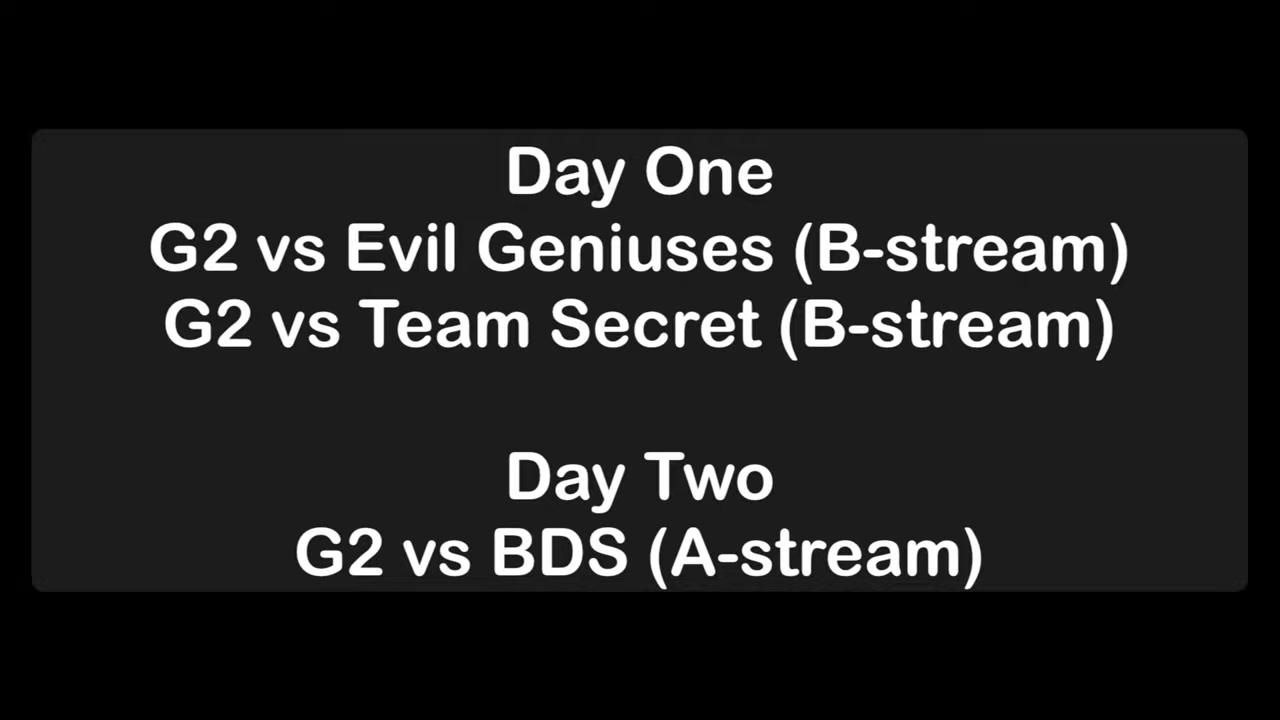 Day One
G2 vs Evil Geniuses (B-stream)
G2 vs Team Secret (B-stream)
Day Two
G2 vs BDS (A-stream)